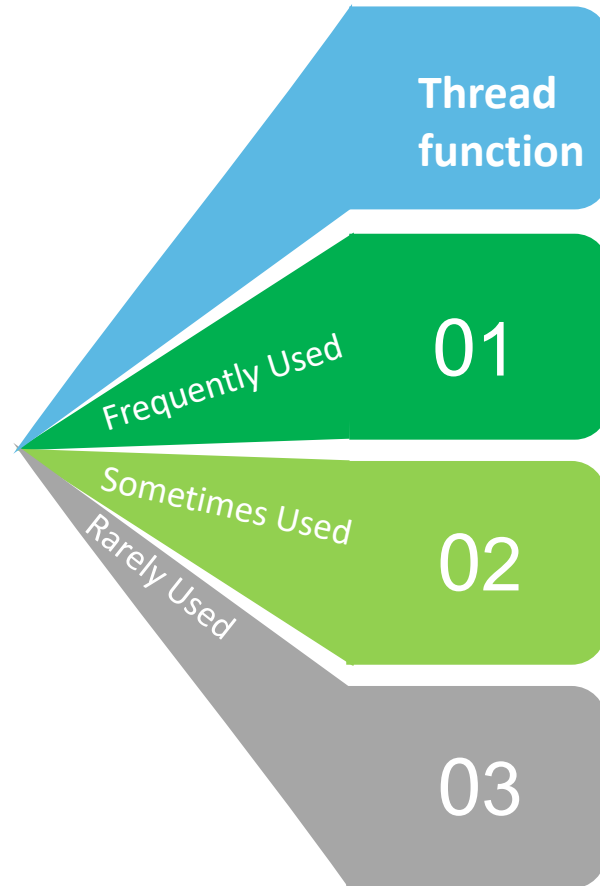 Thread
function
Frequently Used
01
Sometimes Used
02
Rarely Used
03